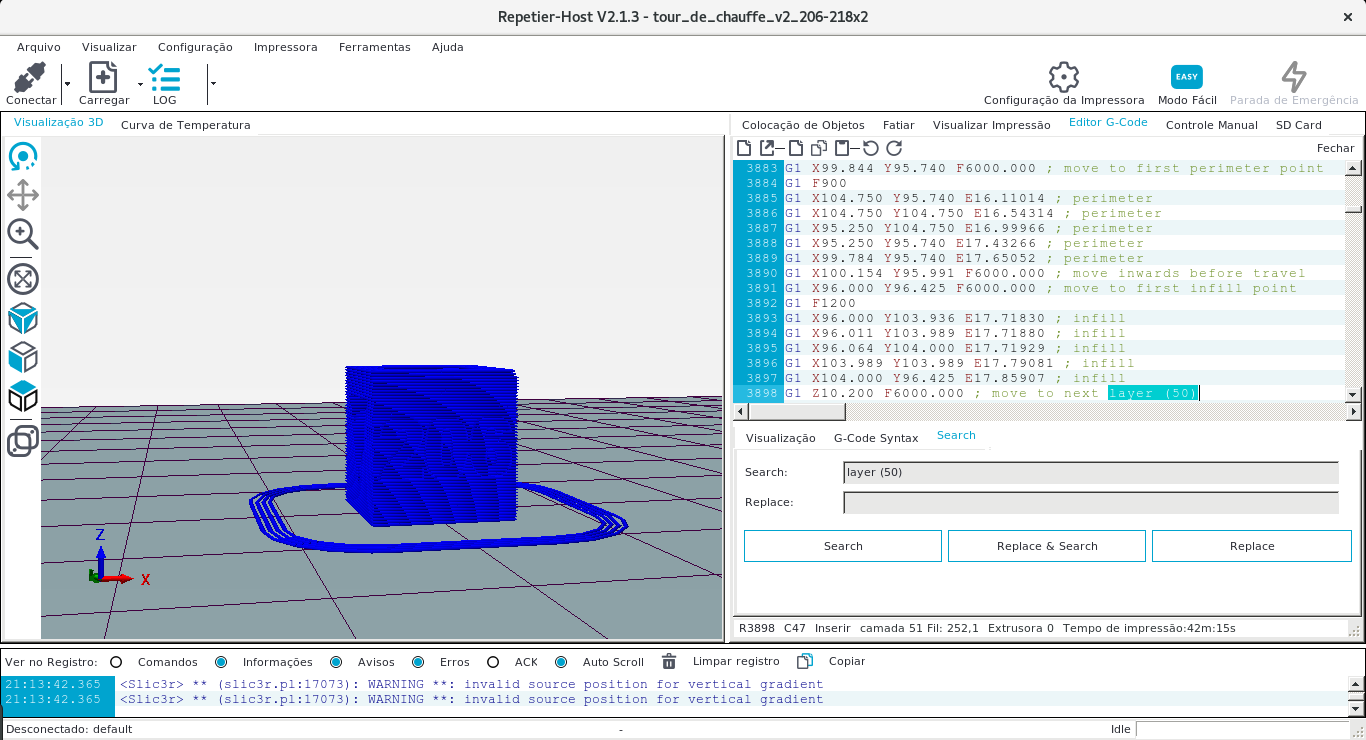 Repetier-Host V2.1.3 - tour_de_chauffe_v2_206-218x2
Arquivo Visualizar Configuração Impressora Ferramentas Ajuda
Conectar Carregar LOG Configuração da Impressora EASY Modo Fácil Parada de Emergência
Visualização 3D Curva de Temperatura
Colocação de Objetos Fatiar Visualizar Impressão Editor G-Code Controle Manual SD Card
Fechar
3883 G1 X99.844 Y95.740 F6000.000 ; move to first perimeter point
3884 G1 F900
3885 G1 X104.750 Y95.740 E16.11014 ; perimeter
3886 G1 X104.750 Y104.750 E16.54314 ; perimeter
3887 G1 X95.250 Y104.750 E16.99966 ; perimeter
3888 G1 X95.250 Y95.740 E17.43266 ; perimeter
3889 G1 X99.784 Y95.740 E17.65052 ; perimeter
3890 G1 X100.154 Y95.991 F6000.000 ; move inwards before travel
3891 G1 X96.000 Y96.425 F6000.000 ; move to first infill point
3892 G1 F1200
3893 G1 X96.000 Y103.936 E17.71830 ; infill
3894 G1 X96.011 Y103.989 E17.71880 ; infill
3895 G1 X96.064 Y104.000 E17.71929 ; infill
3896 G1 X103.989 Y103.989 E17.79081 ; infill
3897 G1 X104.000 Y96.425 E17.85907 ; infill
3898 G1 Z10.200 F6000.000 ; move to next layer (50)
Visualização G-Code Syntax Search
Search: layer (50)
Replace:
Search Replace & Search Replace
Z
X
R3898 C47 Inserir camada 51 Fil: 252,1 Extrusora 0 Tempo de impressão:42m:15s
Ver no Registro: Comandos Informações Avisos Erros ACK Auto Scroll Limpar registro Copiar
21:13:42.365 <Slic3r> ** (slic3r.pl:17073): WARNING **: invalid source position for vertical gradient
21:13:42.365 <Slic3r> ** (slic3r.pl:17073): WARNING **: invalid source position for vertical gradient
Desconectado: default - Idle